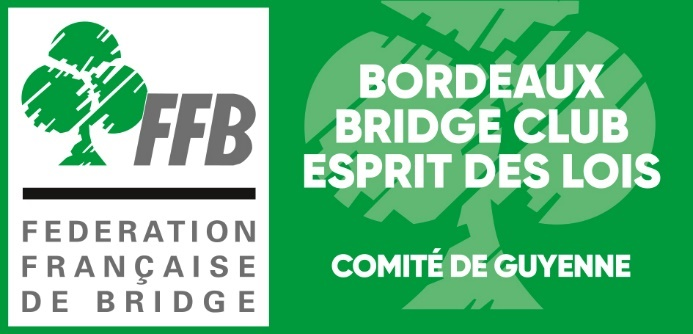 FFB
FEDERATION
FRANÇAISE
DE BRIDGE
BORDEAUX
BRIDGE CLUB
ESPRIT DES LOIS
COMITÉ DE GUYENNE